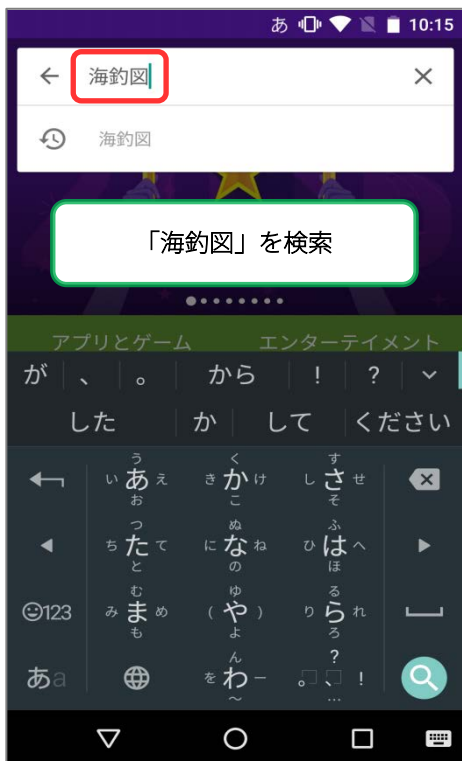 あ 10:15
海釣図
海釣図
「海釣図」を検索
アプリとゲーム エンターテイメント
が 、 。 から ! ?
した か して ください
う く す
い あ え き か け し さ せ
お こ そ
つ ぬ ふ
ち た て に な ね ひ は へ
と の ほ
む ゆ る
み ま め ( や ) り ら れ
も よ ろ
123
ん ?
あa を わ ー 。 、 !
〜 …